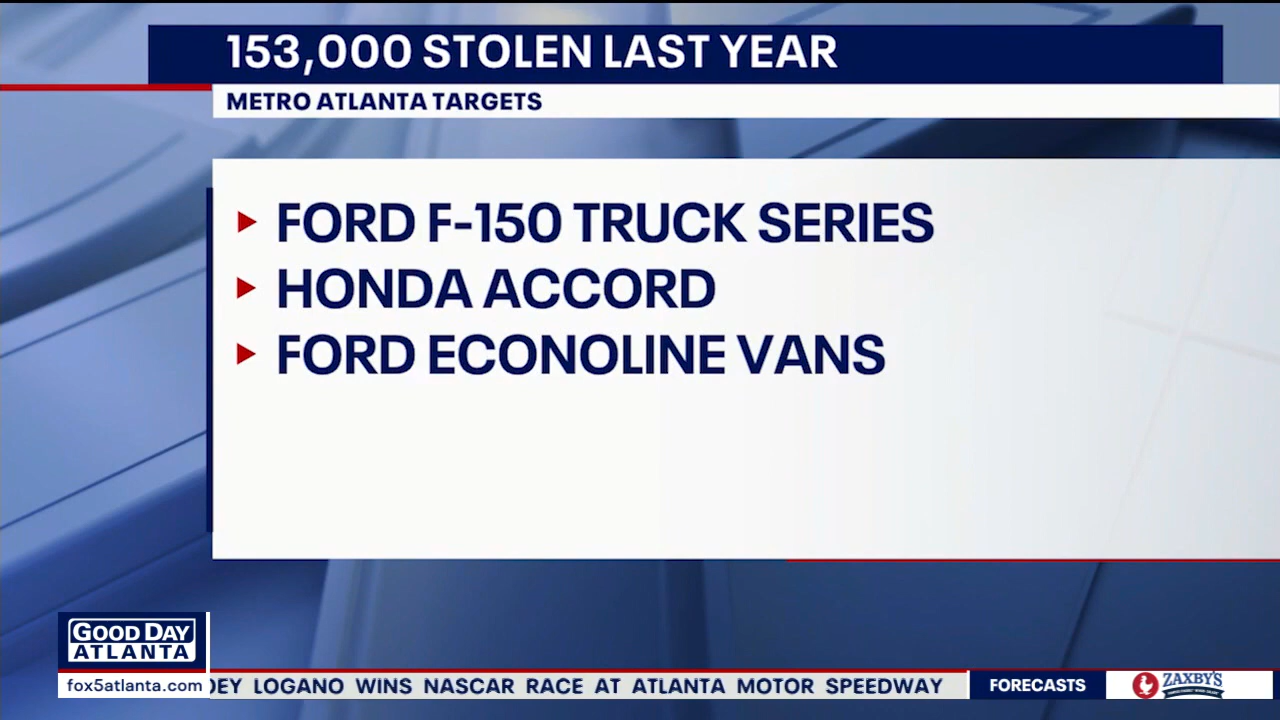 153,000 STOLEN LAST YEAR
METRO ATLANTA TARGETS
FORD F-150 TRUCK SERIES
HONDA ACCORD
FORD ECONOLINE VANS
GOOD DAY
ATLANTA
fox5atlanta.com
OEY LOGANO WINS NASCAR RACE AT ATLANTA MOTOR SPEEDWAY
FORECASTS
ZAXBY'S